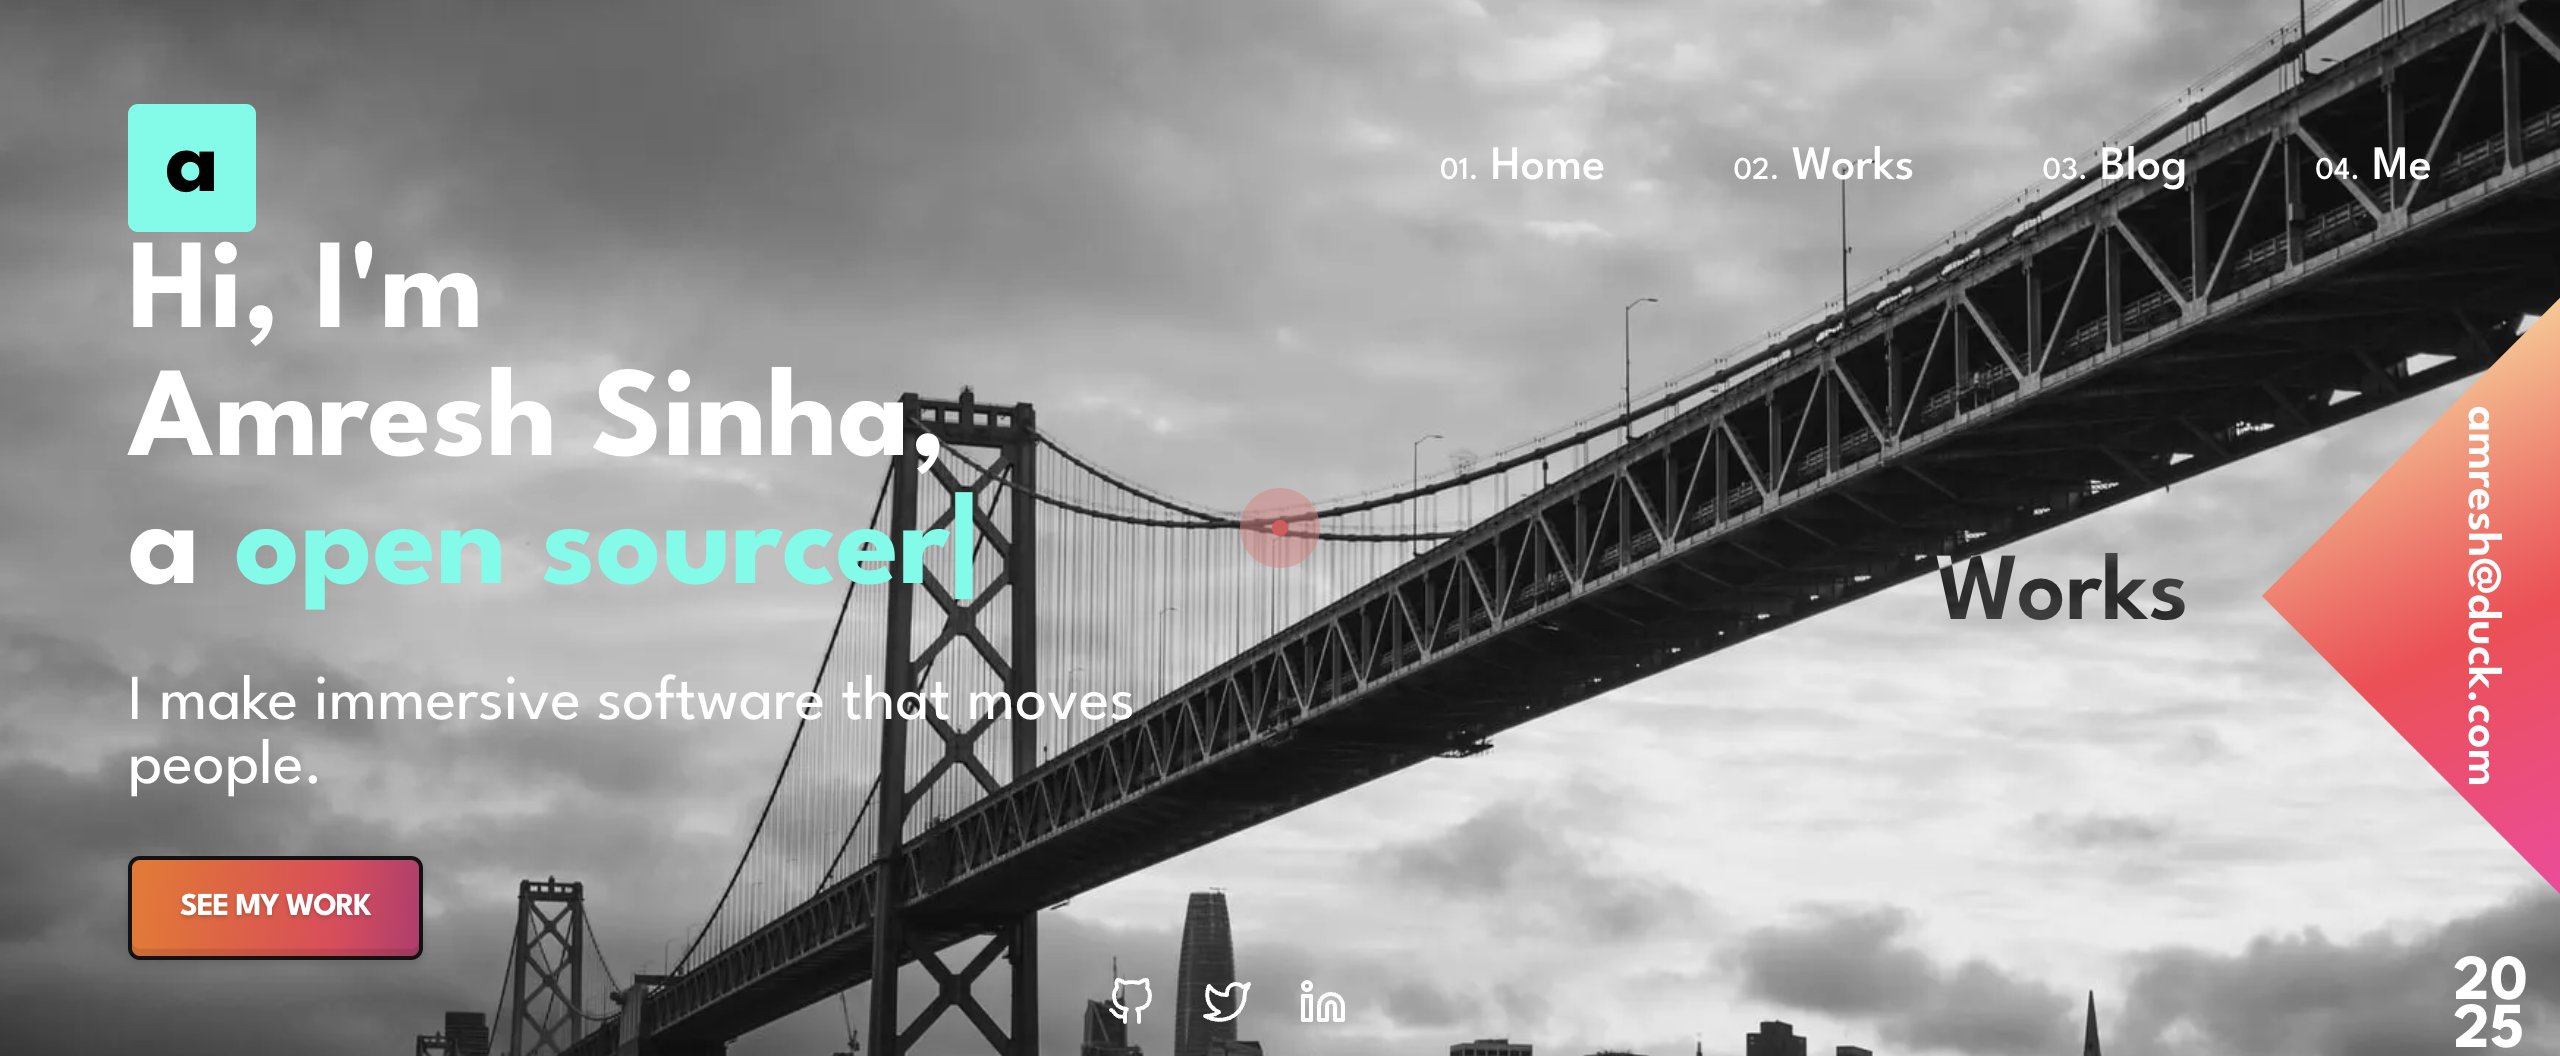 a
01. Home 02. Works 03. Blog 04. Me
Hi, I'm
Amresh Sinha,
a open sourcer|
I make immersive software that moves
people.
SEE MY WORK
Works
amresh@duck.com
in
20
25